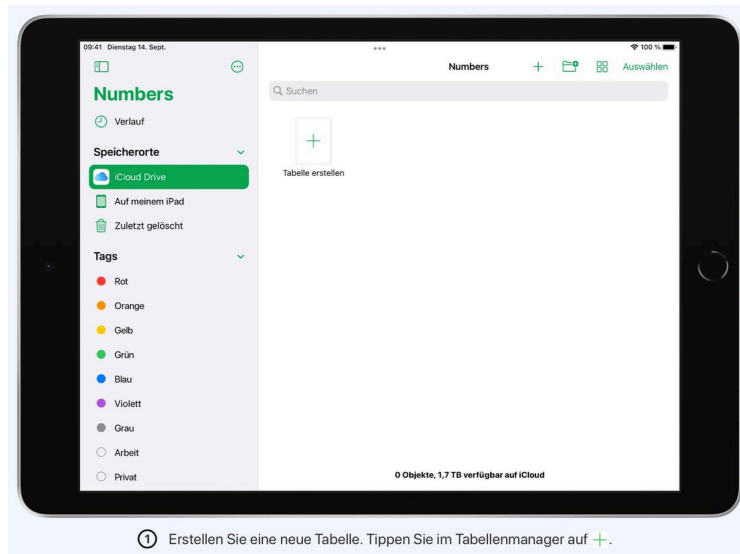 09:41 Dienstag 14. Sept.
100 %
Numbers
Auswählen
Numbers
Suchen
Verlauf
Speicherorte
Tabelle erstellen
iCloud Drive
Auf meinem iPad
Zuletzt gelöscht
Tags
Rot
Orange
Gelb
Grün
Blau
Violett
Grau
Arbeit
Privat
0 Objekte, 1,7 TB verfügbar auf iCloud
1 Erstellen Sie eine neue Tabelle. Tippen Sie im Tabellenmanager auf +.